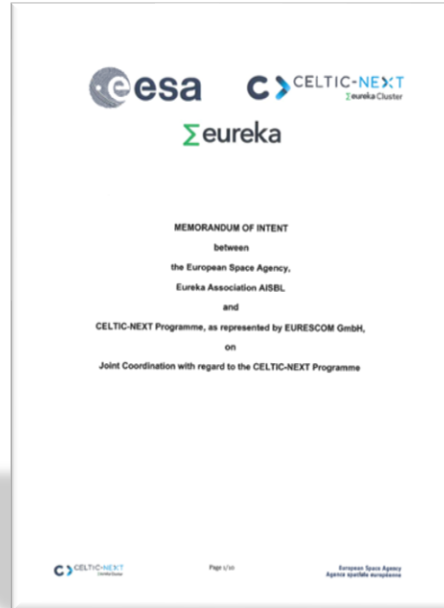 esa
CELTIC-NEXT
Σeureka Cluster
Σeureka
MEMORANDUM OF INTENT
between
the European Space Agency,
Eureka Association AISBL
and
CELTIC-NEXT Programme, as represented by EURESCOM GmbH,
on
Joint Coordination with regard to the CELTIC-NEXT Programme
CELTIC-NEXT
Page 1/10
European Space Agency
Agence spatiale européenne